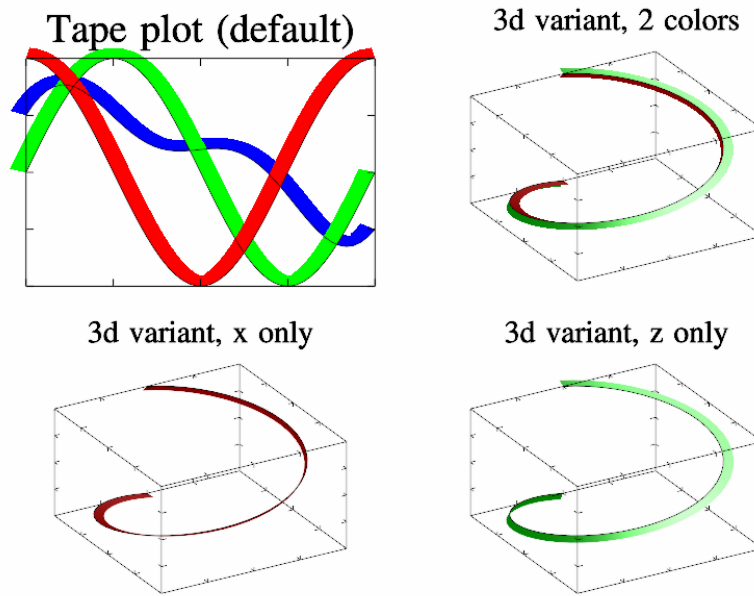 Tape plot (default)
3d variant, 2 colors
3d variant, x only
3d variant, z only